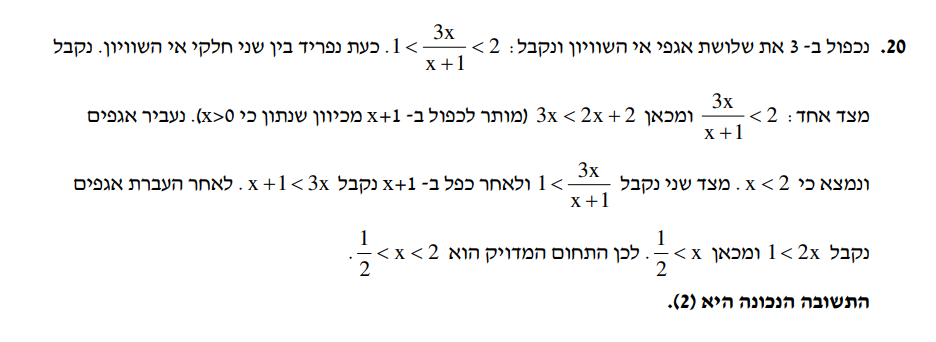 20. נכפול ב- 3 את שלושת אגפי אי השוויון ונקבל: 1 < 3x/(x+1) < 2. כעת נפריד בין שני חלקי אי השוויון. נקבל
מצד אחד: 3x/(x+1) < 2 ומכאן 3x < 2x + 2 (מותר לכפול ב- x+1 מכיוון שנתון כי x>0). נעביר אגפים
ונמצא כי x < 2. מצד שני נקבל 1 < 3x/(x+1) ולאחר כפל ב- x+1 נקבל x + 1 < 3x. לאחר העברת אגפים
נקבל 1 < 2x ומכאן 1/2 < x. לכן התחום המדויק הוא 1/2 < x < 2.
התשובה הנכונה היא (2).